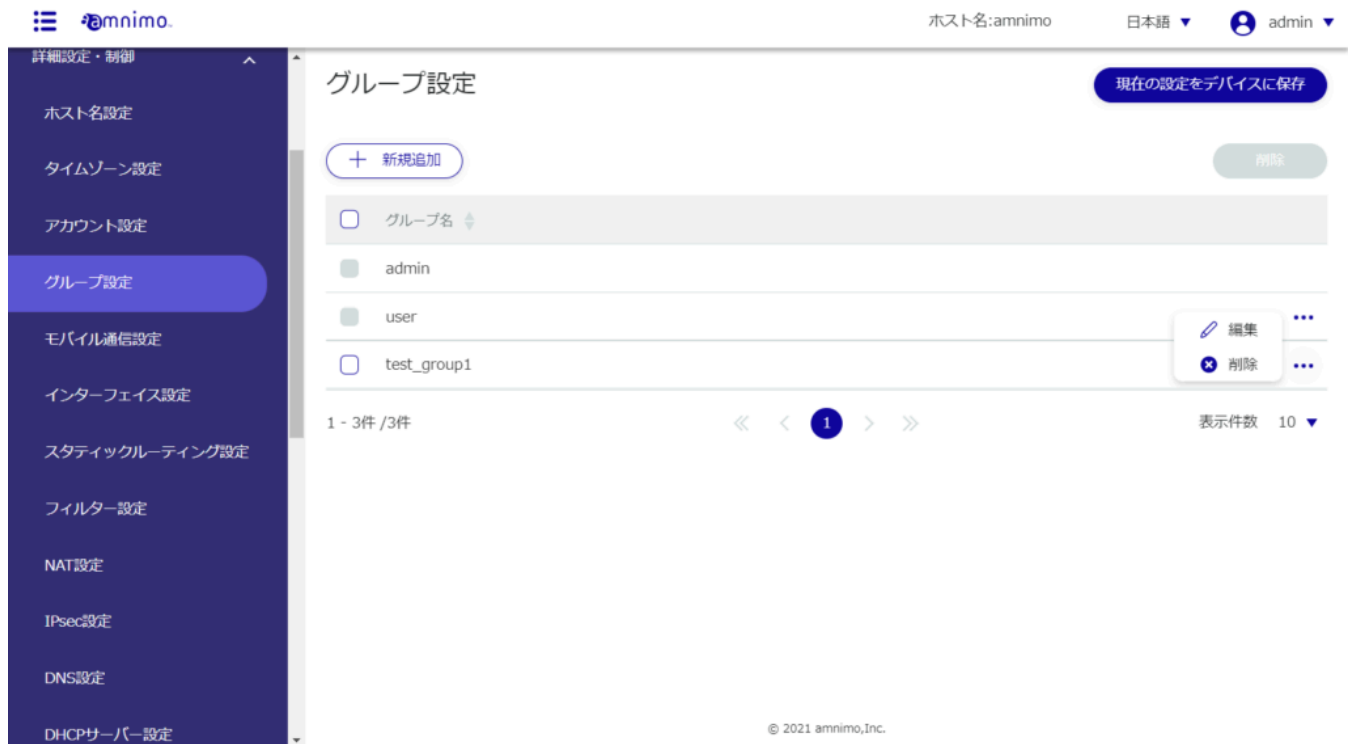 amnimo.
ホスト名:amnimo
日本語 ▼
admin ▼
詳細設定・制御
ホスト名設定
タイムゾーン設定
アカウント設定
グループ設定
モバイル通信設定
インターフェイス設定
スタティックルーティング設定
フィルター設定
NAT設定
IPsec設定
DNS設定
DHCPサーバー設定
グループ設定
現在の設定をデバイスに保存
+ 新規追加
削除
グループ名
admin
user
test_group1
編集
削除
1 - 3件 /3件
≪ < 1 > ≫
表示件数 10 ▼
© 2021 amnimo,Inc.